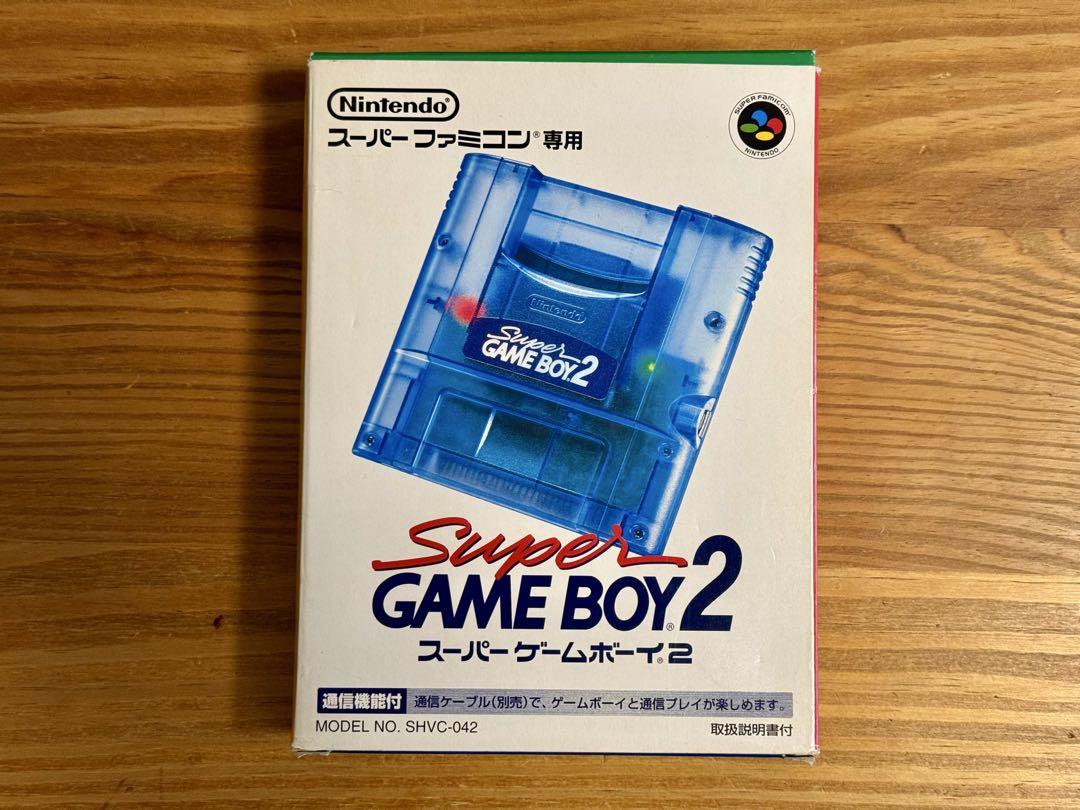 Nintendo®
スーパーファミコン®専用
SUPER FAMICOM®
NINTENDO
Nintendo
Super
GAME BOY.2
Super
GAME BOY®2
スーパーゲームボーイ®2
通信機能付 通信ケーブル(別売)で、ゲームボーイと通信プレイが楽しめます。
MODEL NO. SHVC-042 取扱説明書付